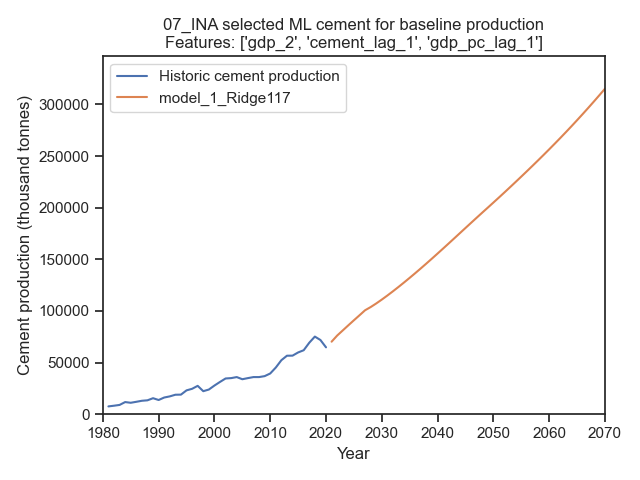 07_INA selected ML cement for baseline production
Features: ['gdp_2', 'cement_lag_1', 'gdp_pc_lag_1']
Historic cement production
model_1_Ridge117
Cement production (thousand tonnes)
300000
250000
200000
150000
100000
50000
0
1980 1990 2000 2010 2020 2030 2040 2050 2060 2070
Year